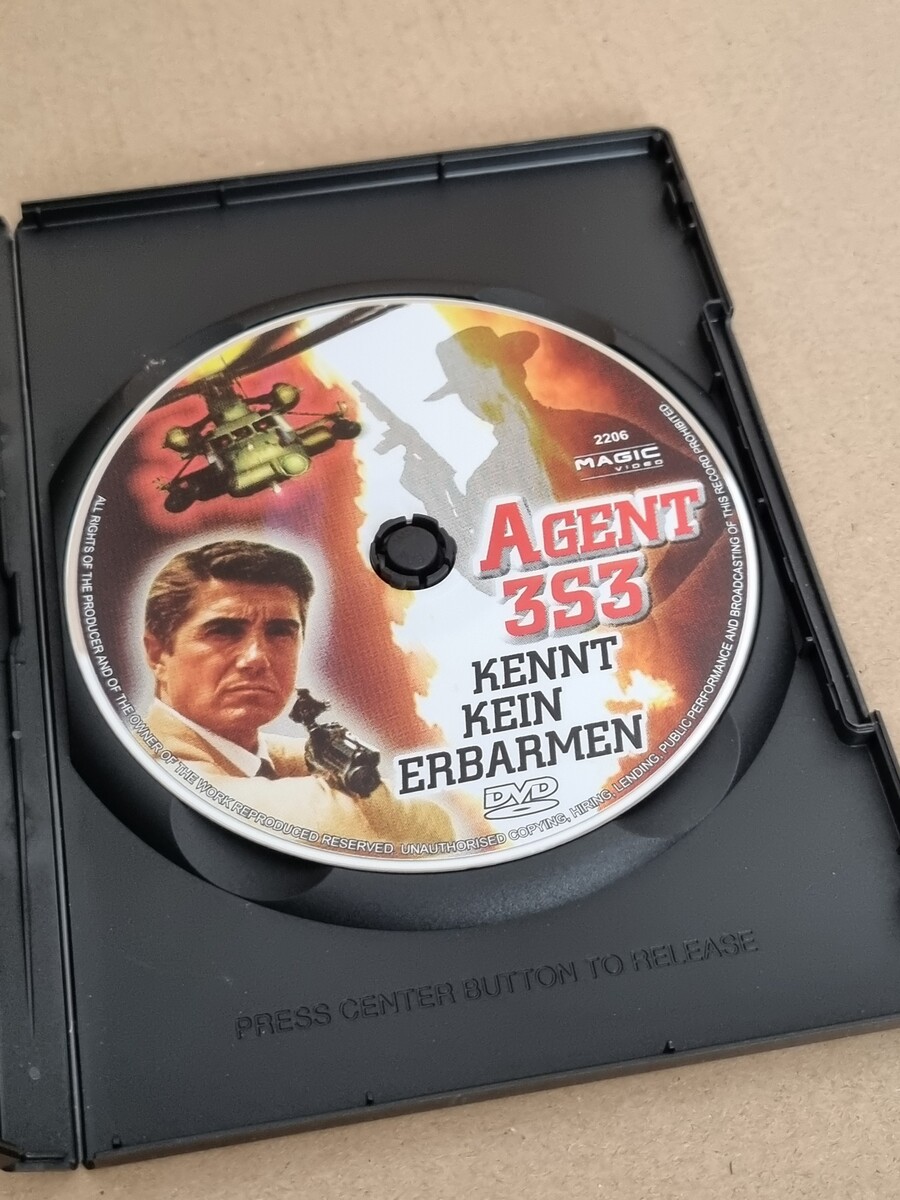 2206
MAGIC
VIDEO
AGENT
3S3
KENNT
KEIN
ERBARMEN
DVD
ALL RIGHTS OF THE PRODUCER AND OF THE OWNER OF THE WORK REPRODUCED RESERVED. UNAUTHORISED COPYING, HIRING, LENDING, PUBLIC PERFORMANCE AND BROADCASTING OF THIS RECORD PROHIBITED.
PRESS CENTER BUTTON TO RELEASE